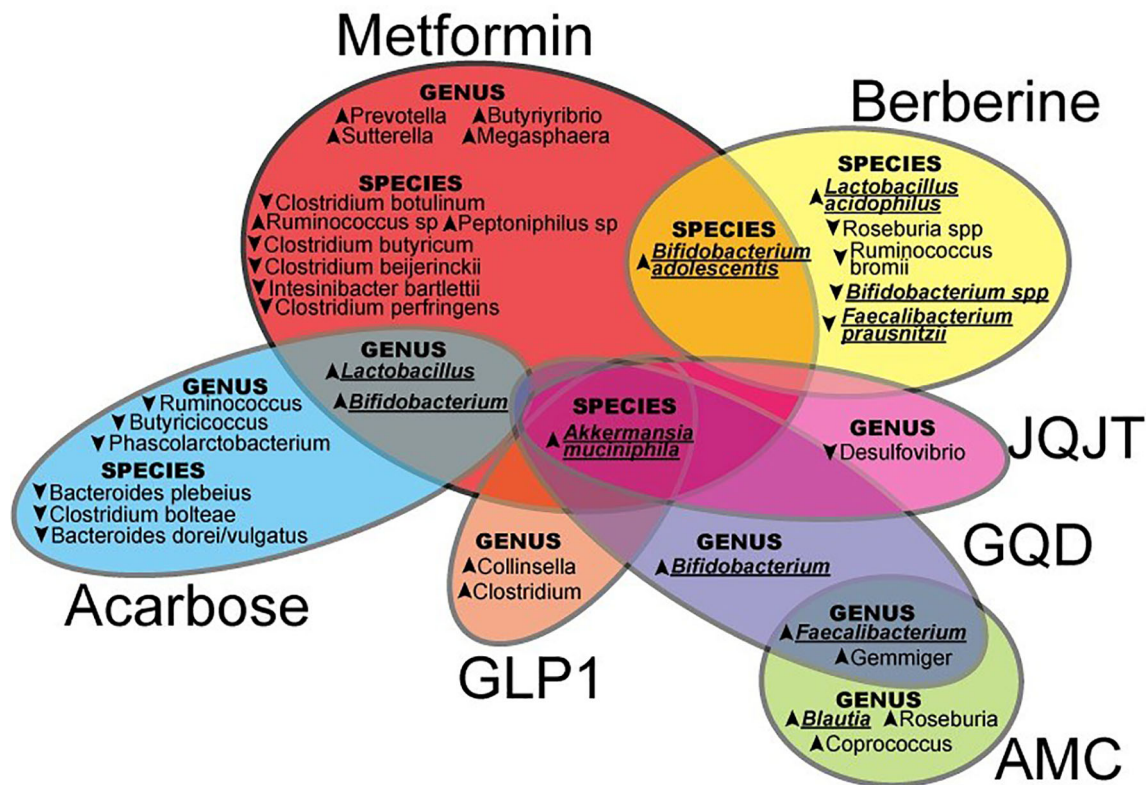 Metformin
GENUS
Prevotella Butyriyribrio
Sutterella Megasphaera
SPECIES
Clostridium botulinum
Ruminococcus sp Peptoniphilus sp
Clostridium butyricum
Clostridium beijerinckii
Intesinibacter bartlettii
Clostridium perfringens
Berberine
SPECIES
Lactobacillus
acidophilus
Roseburia spp
Ruminococcus
bromii
Bifidobacterium spp
Faecalibacterium
prausnitzii
SPECIES
Bifidobacterium
adolescentis
GENUS
Lactobacillus
Bifidobacterium
GENUS
Ruminococcus
Butyricicoccus
Phascolarctobacterium
SPECIES
Bacteroides plebeius
Clostridium bolteae
Bacteroides dorei/vulgatus
Acarbose
SPECIES
Akkermansia
muciniphila
GENUS
Desulfovibrio
JQJT
GENUS
Collinsella
Clostridium
GLP1
GENUS
Bifidobacterium
GQD
GENUS
Faecalibacterium
Gemmiger
GENUS
Blautia Roseburia
Coprococcus
AMC